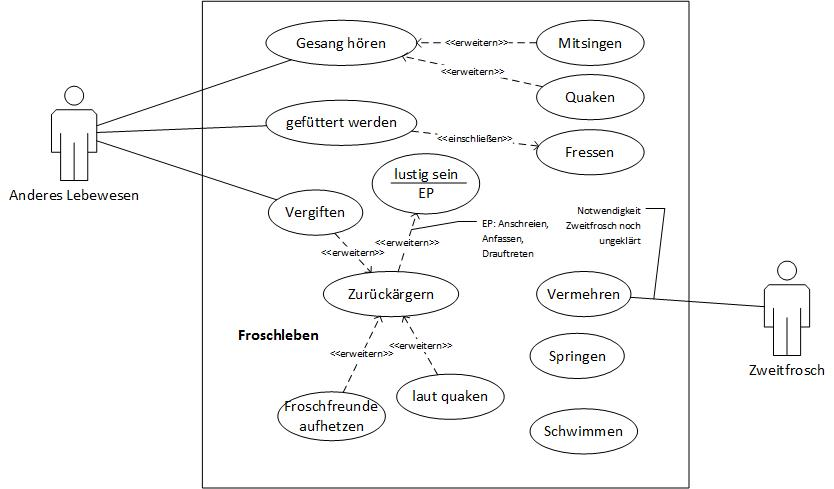 Gesang hören
<<erweitern>>
Mitsingen
<<erweitern>>
Quaken
gefüttert werden
<<einschließen>>
Fressen
Anderes Lebewesen
lustig sein
EP
Vergiften
<<erweitern>>
<<erweitern>>
EP: Anschreien,
Anfassen,
Drauftreten
Notwendigkeit
Zweitfrosch noch
ungeklärt
Zurückärgern
Vermehren
Zweitfrosch
Froschleben
<<erweitern>>
<<erweitern>>
Springen
Froschfreunde
aufhetzen
laut quaken
Schwimmen